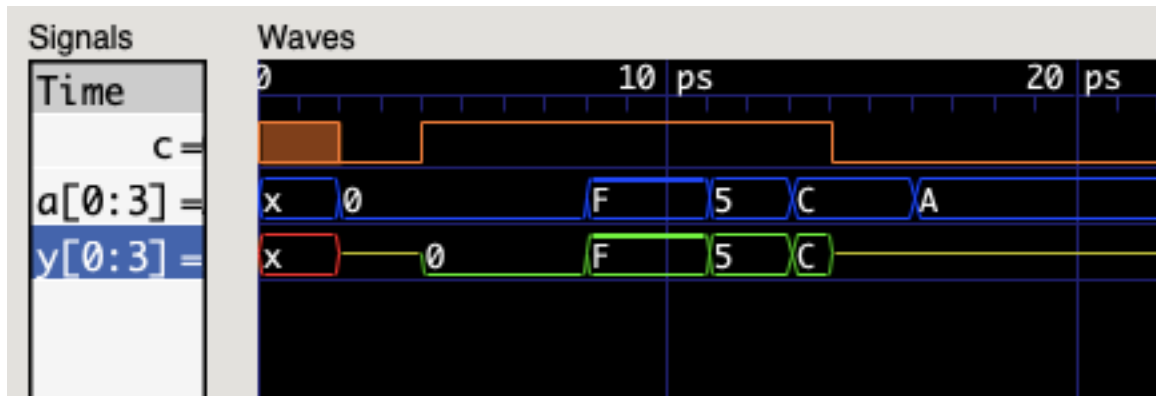 Signals
Waves
Time
0
10 ps
20 ps
c=
a[0:3] =
x 0 F 5 C A
y[0:3] =
x 0 F 5 C